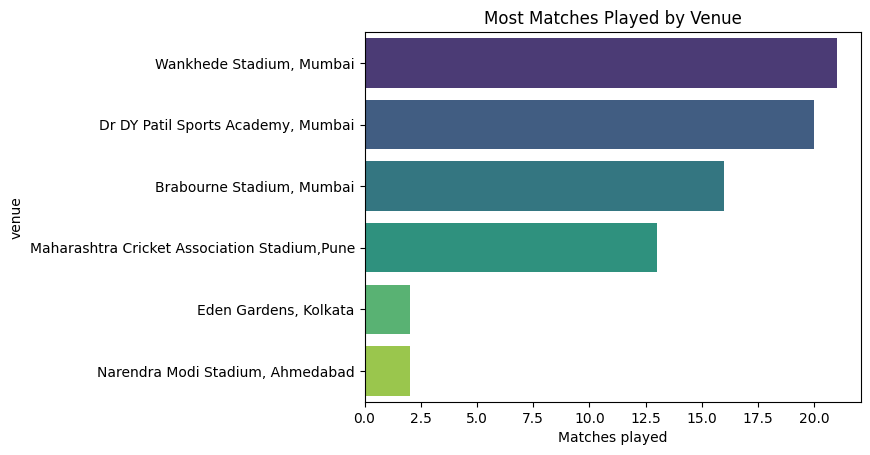 Most Matches Played by Venue
venue
Wankhede Stadium, Mumbai
Dr DY Patil Sports Academy, Mumbai
Brabourne Stadium, Mumbai
Maharashtra Cricket Association Stadium,Pune
Eden Gardens, Kolkata
Narendra Modi Stadium, Ahmedabad
0.0 2.5 5.0 7.5 10.0 12.5 15.0 17.5 20.0
Matches played